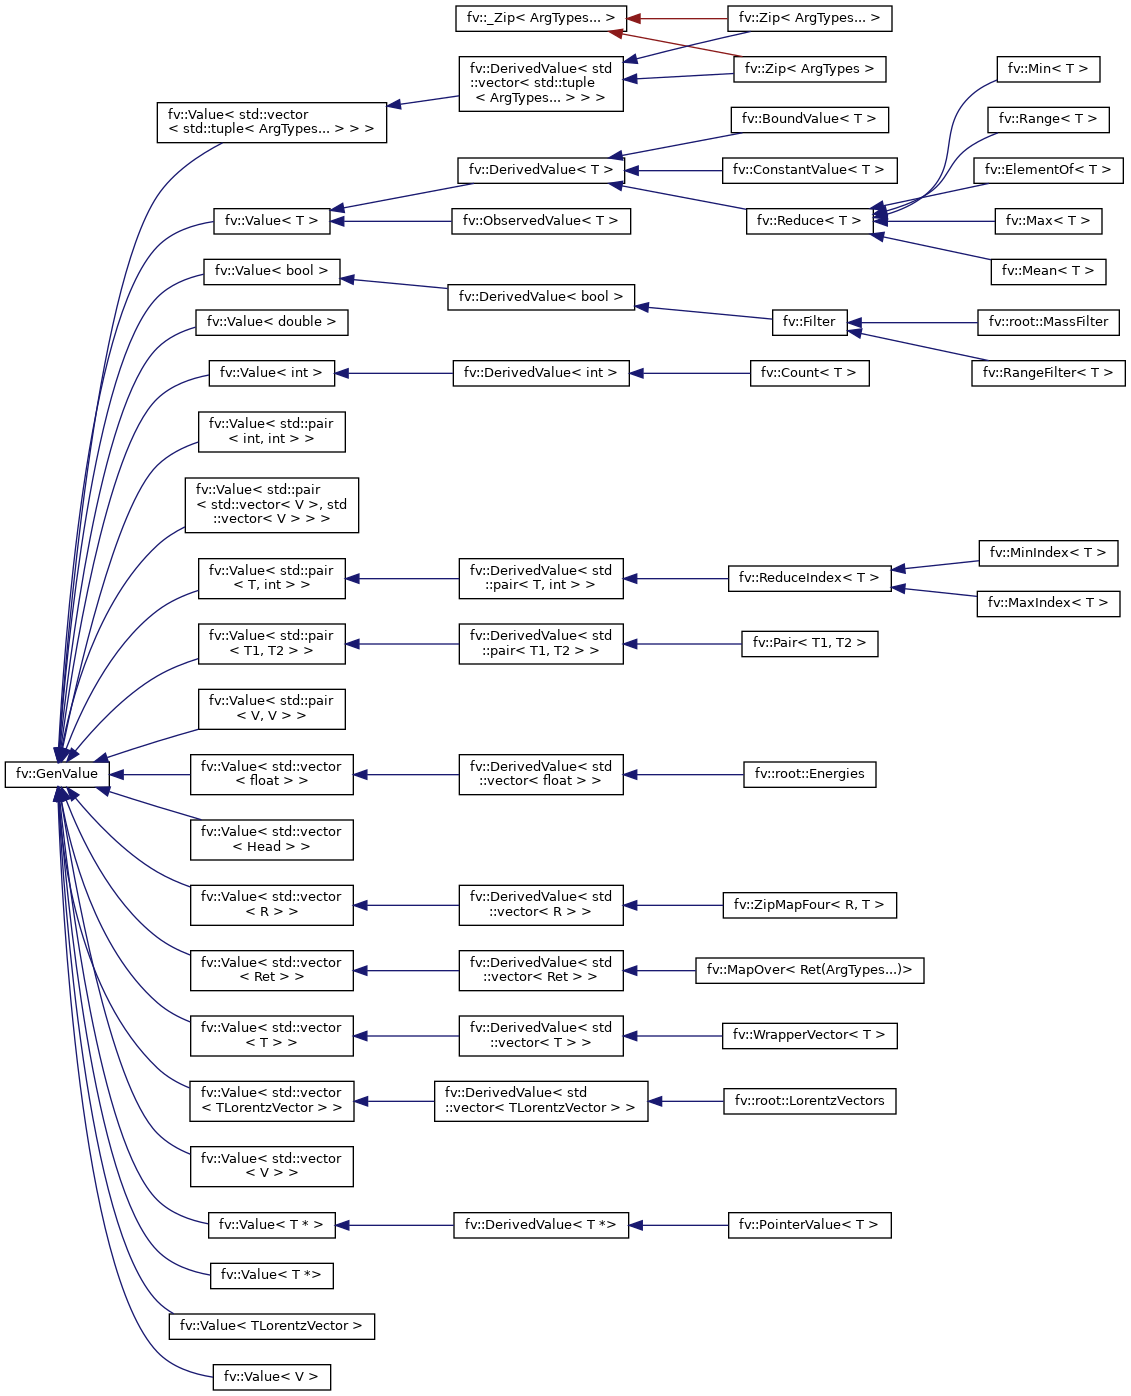 fv::_Zip< ArgTypes... >
fv::Zip< ArgTypes... >
fv::DerivedValue< std
::vector< std::tuple
< ArgTypes... > > >
fv::Zip< ArgTypes >
fv::Min< T >
fv::Value< std::vector
< std::tuple< ArgTypes... > > >
fv::BoundValue< T >
fv::Range< T >
fv::DerivedValue< T >
fv::ConstantValue< T >
fv::ElementOf< T >
fv::Value< T >
fv::ObservedValue< T >
fv::Reduce< T >
fv::Max< T >
fv::Value< bool >
fv::Mean< T >
fv::DerivedValue< bool >
fv::Value< double >
fv::Filter
fv::root::MassFilter
fv::Value< int >
fv::DerivedValue< int >
fv::Count< T >
fv::RangeFilter< T >
fv::Value< std::pair
< int, int > >
fv::Value< std::pair
< std::vector< V >, std
::vector< V > > >
fv::Value< std::pair
< T, int > >
fv::DerivedValue< std
::pair< T, int > >
fv::ReduceIndex< T >
fv::MinIndex< T >
fv::MaxIndex< T >
fv::Value< std::pair
< T1, T2 > >
fv::DerivedValue< std
::pair< T1, T2 > >
fv::Pair< T1, T2 >
fv::Value< std::pair
< V, V > >
fv::GenValue
fv::Value< std::vector
< float > >
fv::DerivedValue< std
::vector< float > >
fv::root::Energies
fv::Value< std::vector
< Head > >
fv::Value< std::vector
< R > >
fv::DerivedValue< std
::vector< R > >
fv::ZipMapFour< R, T >
fv::Value< std::vector
< Ret > >
fv::DerivedValue< std
::vector< Ret > >
fv::MapOver< Ret(ArgTypes...)>
fv::Value< std::vector
< T > >
fv::DerivedValue< std
::vector< T > >
fv::WrapperVector< T >
fv::Value< std::vector
< TLorentzVector > >
fv::DerivedValue< std
::vector< TLorentzVector > >
fv::root::LorentzVectors
fv::Value< std::vector
< V > >
fv::Value< T * >
fv::DerivedValue< T *>
fv::PointerValue< T >
fv::Value< T *>
fv::Value< TLorentzVector >
fv::Value< V >